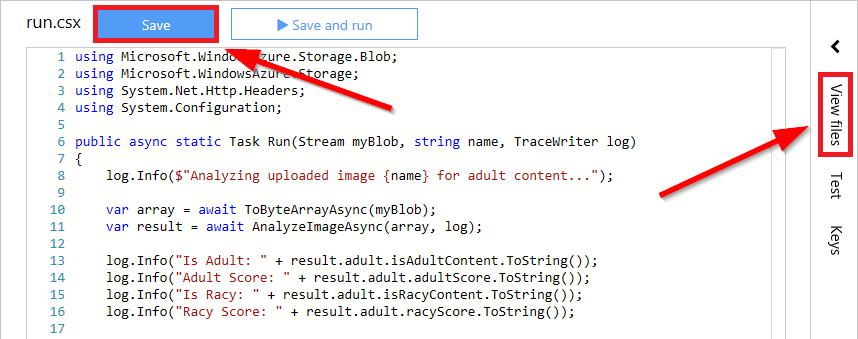 run.csx Save ▶ Save and run
1 using Microsoft.WindowsAzure.Storage.Blob;
2 using Microsoft.WindowsAzure.Storage;
3 using System.Net.Http.Headers;
4 using System.Configuration;
5
6 public async static Task Run(Stream myBlob, string name, TraceWriter log)
7 {
8 log.Info($"Analyzing uploaded image {name} for adult content...");
9
10 var array = await ToByteArrayAsync(myBlob);
11 var result = await AnalyzeImageAsync(array, log);
12
13 log.Info("Is Adult: " + result.adult.isAdultContent.ToString());
14 log.Info("Adult Score: " + result.adult.adultScore.ToString());
15 log.Info("Is Racy: " + result.adult.isRacyContent.ToString());
16 log.Info("Racy Score: " + result.adult.racyScore.ToString());
17
View files
Test
Keys